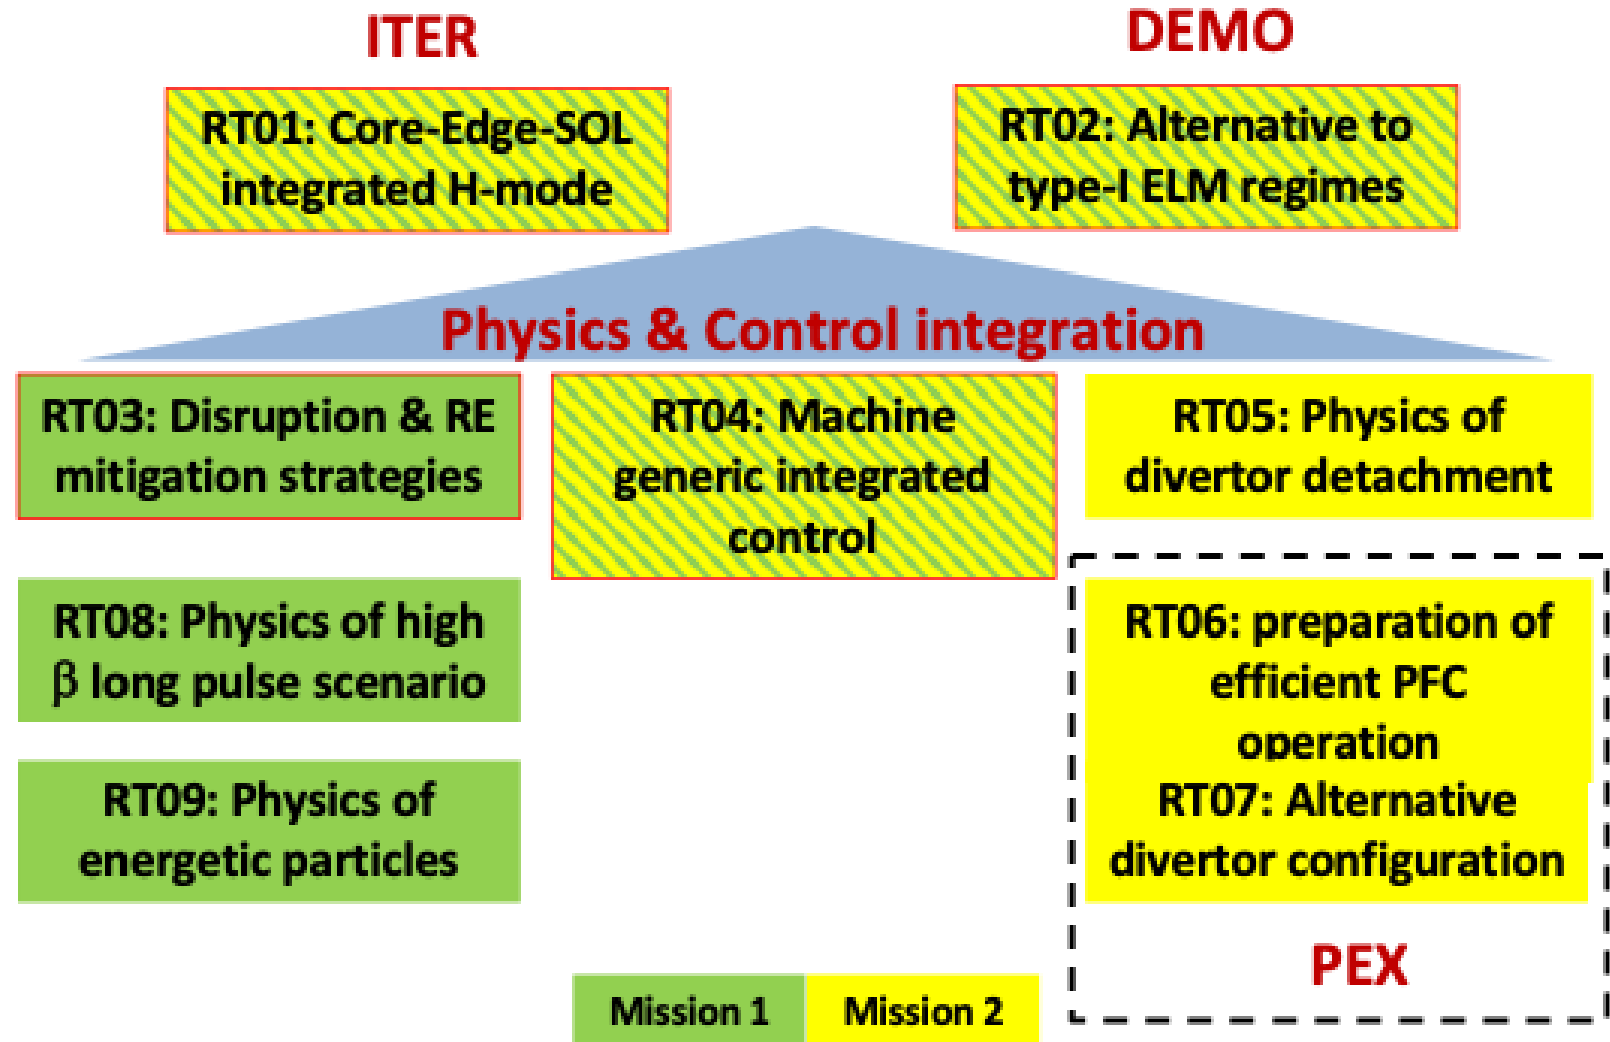 ITER
DEMO
RT01: Core-Edge-SOL
integrated H-mode
RT02: Alternative to
type-I ELM regimes
Physics & Control integration
RT03: Disruption & RE
mitigation strategies
RT04: Machine
generic integrated
control
RT05: Physics of
divertor detachment
RT08: Physics of high
β long pulse scenario
RT06: preparation of
efficient PFC
operation
RT09: Physics of
energetic particles
RT07: Alternative
divertor configuration
PEX
Mission 1
Mission 2